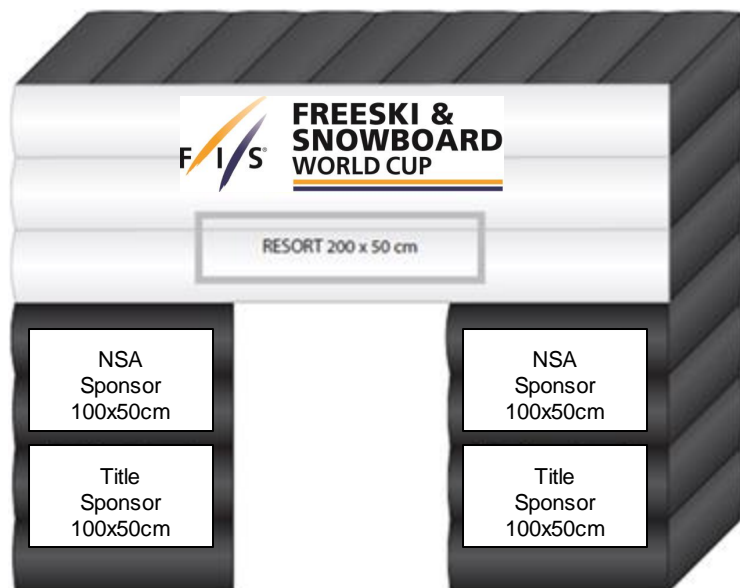 FIS
FREESKI &
SNOWBOARD
WORLD CUP
RESORT 200 x 50 cm
NSA
Sponsor
100x50cm
NSA
Sponsor
100x50cm
Title
Sponsor
100x50cm
Title
Sponsor
100x50cm